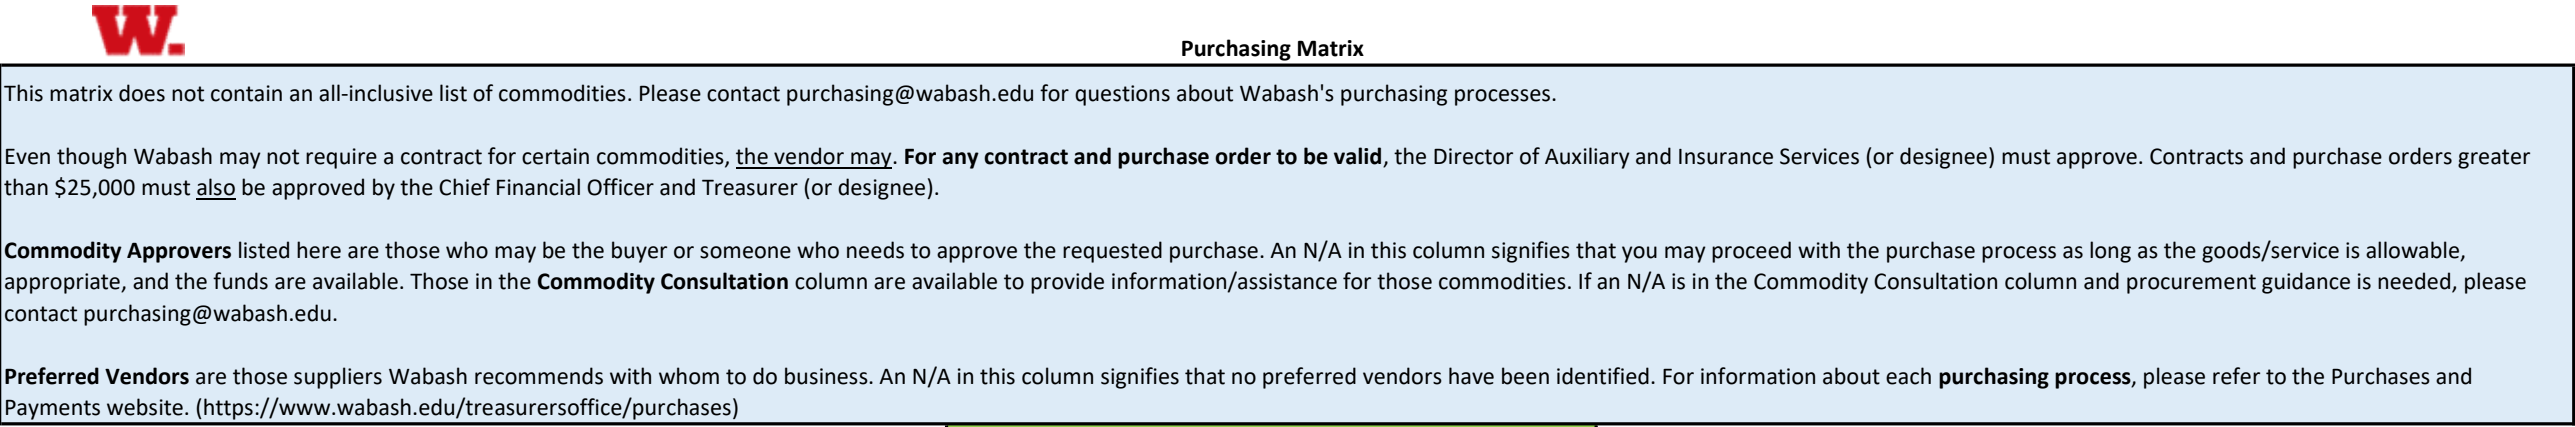 W.
Purchasing Matrix
This matrix does not contain an all-inclusive list of commodities. Please contact purchasing@wabash.edu for questions about Wabash's purchasing processes.
Even though Wabash may not require a contract for certain commodities, the vendor may. For any contract and purchase order to be valid, the Director of Auxiliary and Insurance Services (or designee) must approve. Contracts and purchase orders greater
than $25,000 must also be approved by the Chief Financial Officer and Treasurer (or designee).
Commodity Approvers listed here are those who may be the buyer or someone who needs to approve the requested purchase. An N/A in this column signifies that you may proceed with the purchase process as long as the goods/service is allowable,
appropriate, and the funds are available. Those in the Commodity Consultation column are available to provide information/assistance for those commodities. If an N/A is in the Commodity Consultation column and procurement guidance is needed, please
contact purchasing@wabash.edu.
Preferred Vendors are those suppliers Wabash recommends with whom to do business. An N/A in this column signifies that no preferred vendors have been identified. For information about each purchasing process, please refer to the Purchases and
Payments website. (https://www.wabash.edu/treasurersoffice/purchases)